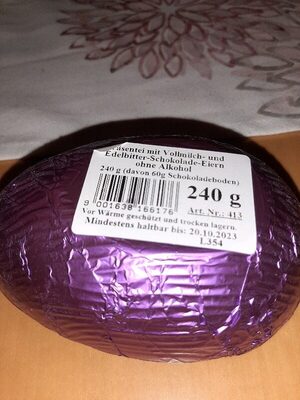 Präsentei mit Vollmilch- und
Edelbitter-Schokolade-Eiern
ohne Alkohol
240 g (davon 60g Schokoladeboden)
240 g
9 001638 166176
Art. Nr.: 413
Vor Wärme geschützt und trocken lagern.
Mindestens haltbar bis: 20.10.2023
L354